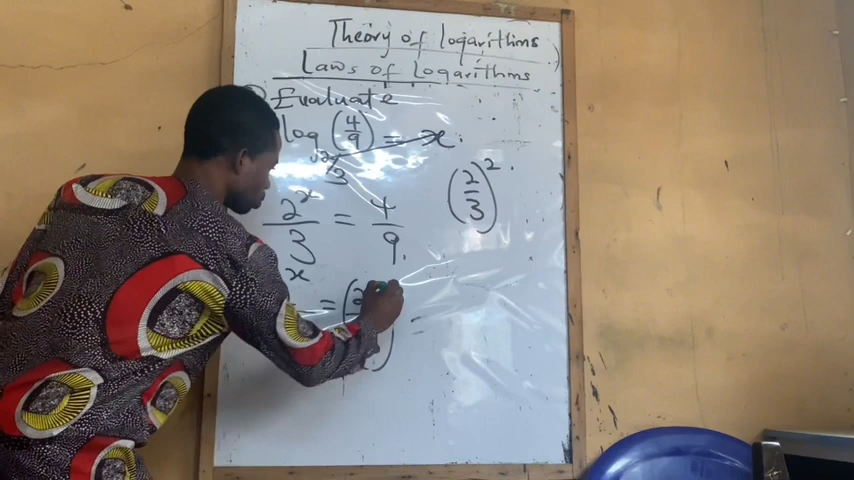 Theory of logarithms
Laws of Logarithms
Evaluate
log (4/9) = x.
2/3
2^x/3 = 4/9. (2/3)^2.
x
= (2